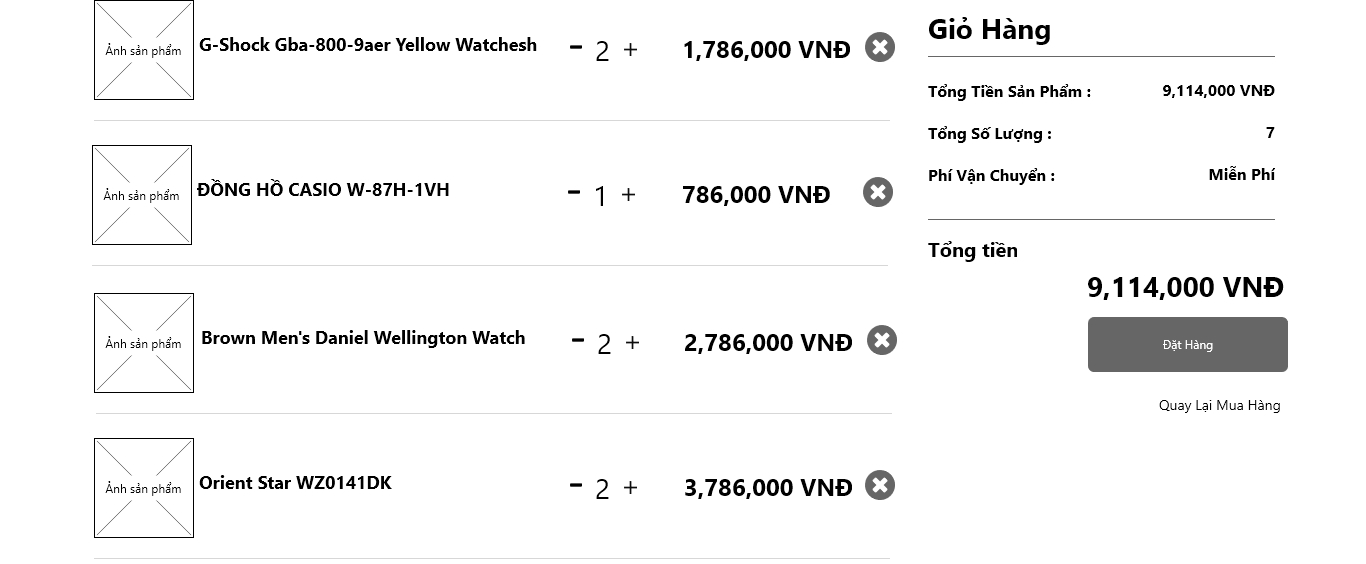 Ảnh sản phẩm
G-Shock Gba-800-9aer Yellow Watchesh
- 2 +
1,786,000 VNĐ
Ảnh sản phẩm
ĐỒNG HỒ CASIO W-87H-1VH
- 1 +
786,000 VNĐ
Ảnh sản phẩm
Brown Men's Daniel Wellington Watch
- 2 +
2,786,000 VNĐ
Ảnh sản phẩm
Orient Star WZ0141DK
- 2 +
3,786,000 VNĐ
Giỏ Hàng
Tổng Tiền Sản Phẩm : 9,114,000 VNĐ
Tổng Số Lượng : 7
Phí Vận Chuyển : Miễn Phí
Tổng tiền
9,114,000 VNĐ
Đặt Hàng
Quay Lại Mua Hàng